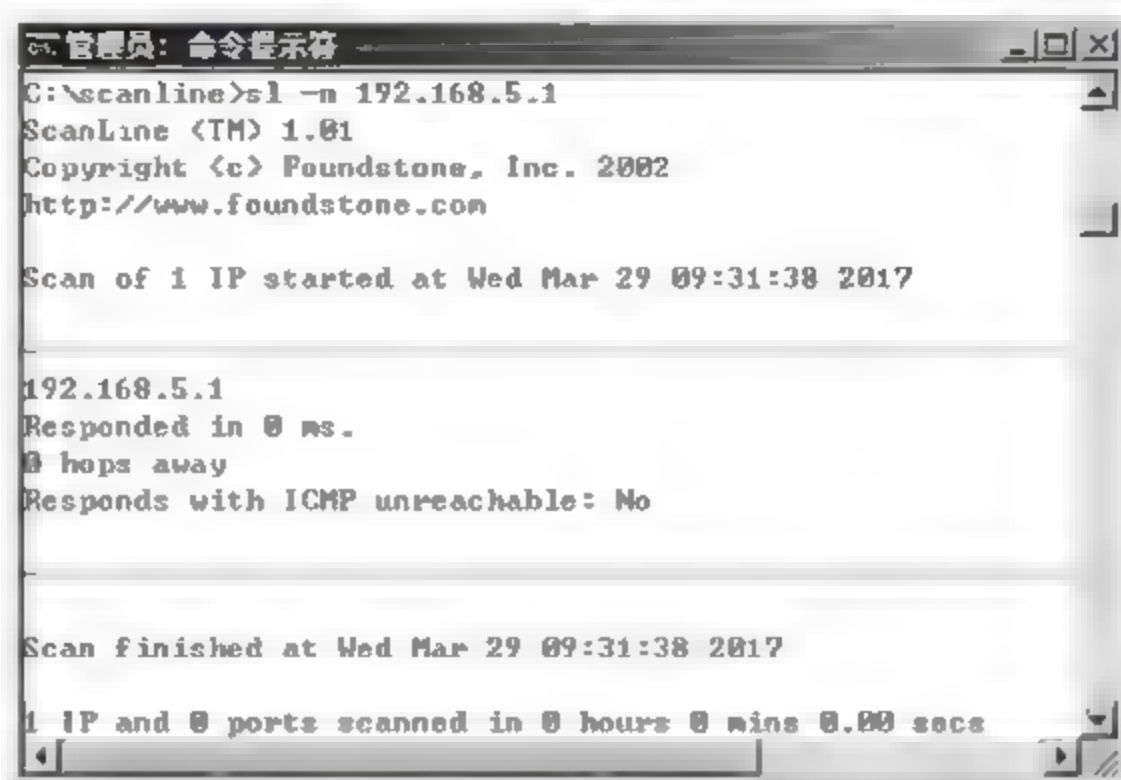 管理员: 命令提示符
C:\scanline>sl -n 192.168.5.1
ScanLine (TM) 1.01
Copyright (c) Foundstone, Inc. 2002
http://www.foundstone.com
Scan of 1 IP started at Wed Mar 29 09:31:38 2017
192.168.5.1
Responded in 0 ms.
0 hops away
Responds with ICMP unreachable: No
Scan finished at Wed Mar 29 09:31:38 2017
1 IP and 0 ports scanned in 0 hours 0 mins 0.00 secs